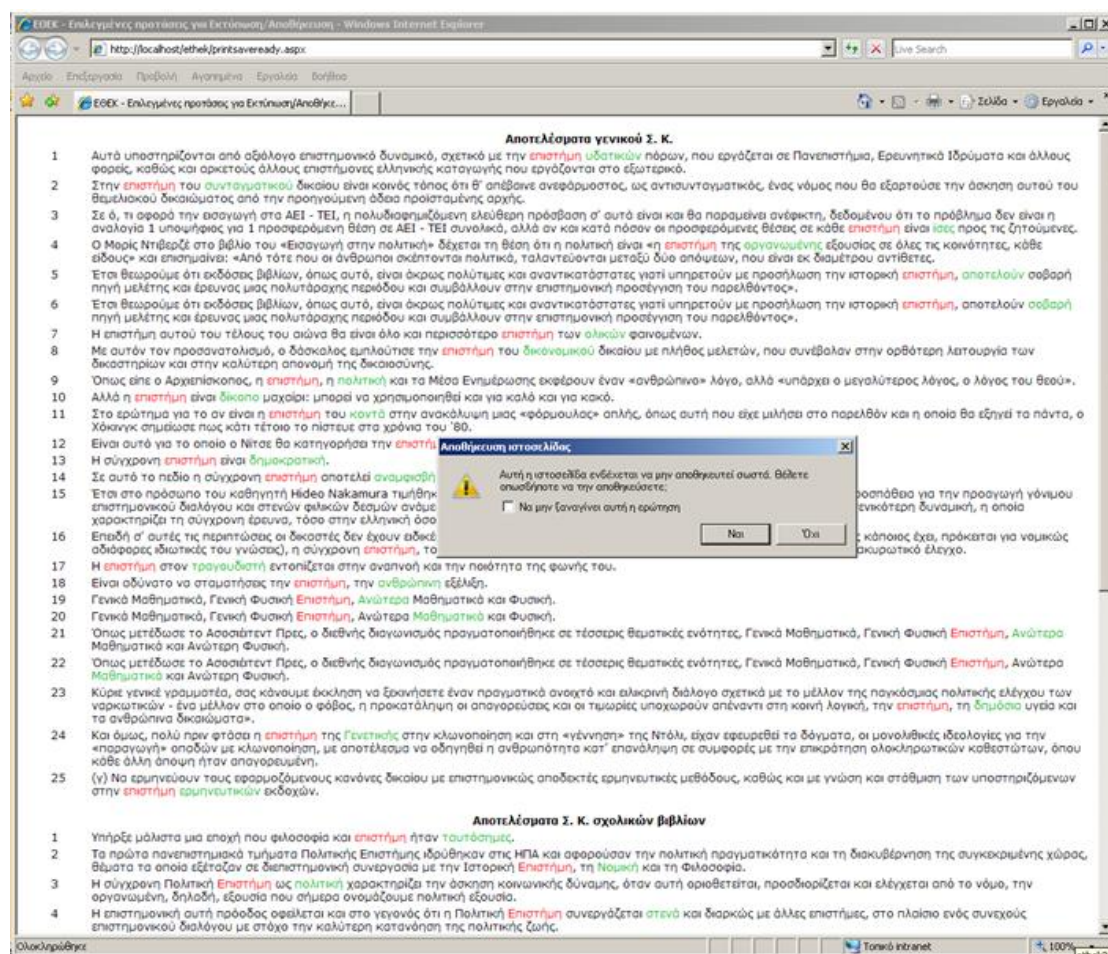 ΕΘΕΚ - Επιλεγμένες προτάσεις για Εκτύπωση/Αποθήκευση - Windows Internet Explorer
http://localhost/ethek/printsaveready.aspx
Live Search
Αρχείο Επεξεργασία Προβολή Αγαπημένα Εργαλεία Βοήθεια
ΕΘΕΚ - Επιλεγμένες προτάσεις για Εκτύπωση/Αποθήκε...
Σελίδα
Εργαλεία
Αποτελέσματα γενικού Σ. Κ.
1 Αυτά υποστηρίζονται από αξιόλογο επιστημονικό δυναμικό, σχετικό με την επιστήμη υδατικών πόρων, που εργάζεται σε Πανεπιστήμια, Ερευνητικά Ιδρύματα και άλλους
φορείς, καθώς και αρκετούς άλλους επιστήμονες ελληνικής καταγωγής που εργάζονται στο εξωτερικό.
2 Στην επιστήμη του συνταγματικού δικαίου είναι κοινός τόπος ότι θ' απέβαινε ανεφάρμοστος, ως αντισυνταγματικός, ένας νόμος που θα εξαρτούσε την άσκηση αυτού του
θεμελιακού δικαιώματος από την προηγούμενη άδεια προϊσταμένης αρχής.
3 Σε ό, τι αφορά την εισαγωγή στα ΑΕΙ - ΤΕΙ, η πολυδιαφημιζόμενη ελεύθερη πρόσβαση σ' αυτά είναι και θα παραμείνει ανέφικτη, δεδομένου ότι το πρόβλημα δεν είναι η
αναλογία 1 υποψήφιος για 1 προσφερόμενη θέση σε ΑΕΙ - ΤΕΙ συνολικά, αλλά αν και κατά πόσον οι προσφερόμενες θέσεις σε κάθε επιστήμη είναι ίσες προς τις ζητούμενες.
4 Ο Μορίς Ντιβερζέ στο βιβλίο του «Εισαγωγή στην πολιτική» δέχεται τη θέση ότι η πολιτική είναι «η επιστήμη της οργανωμένης εξουσίας σε όλες τις κοινότητες, κάθε
είδους» και επισημαίνει: «Από τότε που οι άνθρωποι σκέπτονται πολιτικά, ταλαντεύονται μεταξύ δύο απόψεων, που είναι εκ διαμέτρου αντίθετες.
5 Έτσι θεωρούμε ότι εκδόσεις βιβλίων, όπως αυτό, είναι άκρως πολύτιμες και αναντικατάστατες γιατί υπηρετούν με προσήλωση την ιστορική επιστήμη, αποτελούν σοβαρή
πηγή μελέτης και έρευνας μιας πολυτάραχης περιόδου και συμβάλλουν στην επιστημονική προσέγγιση του παρελθόντος».
6 Έτσι θεωρούμε ότι εκδόσεις βιβλίων, όπως αυτό, είναι άκρως πολύτιμες και αναντικατάστατες γιατί υπηρετούν με προσήλωση την ιστορική επιστήμη, αποτελούν σοβαρή
πηγή μελέτης και έρευνας μιας πολυτάραχης περιόδου και συμβάλλουν στην επιστημονική προσέγγιση του παρελθόντος».
7 Η επιστήμη αυτού του τέλους του αιώνα θα είναι όλο και περισσότερο επιστήμη των ολικών φαινομένων.
8 Με αυτόν τον προσανατολισμό, ο δάσκαλος εμπλούτισε την επιστήμη του δικονομικού δικαίου με πλήθος μελετών, που συνέβαλαν στην ορθότερη λειτουργία των
δικαστηρίων και στην καλύτερη απονομή της δικαιοσύνης.
9 Όπως είπε ο Αρχιεπίσκοπος, η επιστήμη, η πολιτική και τα Μέσα Ενημέρωσης εκφέρουν έναν «ανθρώπινο» λόγο, αλλά «υπάρχει ο μεγαλύτερος λόγος, ο λόγος του θεού».
10 Αλλά η επιστήμη είναι δίκοπο μαχαίρι: μπορεί να χρησιμοποιηθεί και για καλό και για κακό.
11 Στο ερώτημα για το αν είναι η επιστήμη του κοντά στην ανακάλυψη μιας «φόρμουλας» απλής, όπως αυτή που είχε μιλήσει στο παρελθόν και η οποία θα εξηγεί τα πάντα, ο
Χόκινγκ σημείωσε πως κάτι τέτοιο το πίστευε στα χρόνια του '80.
12 Είναι αυτό για το οποίο ο Νίτσε θα κατηγορήσει την επιστήμ
13 Η σύγχρονη επιστήμη είναι δημοκρατική.
14 Σε αυτό το πεδίο η σύγχρονη επιστήμη αποτελεί αναμφισβή
15 Έτσι στο πρόσωπο του καθηγητή Hideo Nakamura τιμήθηκ ροσπάθεια για την προαγωγή γόνιμου
επιστημονικού διαλόγου και στενών φιλικών δεσμών ανάμε ενικότερη δυναμική, η οποία
χαρακτηρίζει τη σύγχρονη έρευνα, τόσο στην ελληνική όσο
16 Επειδή σ' αυτές τις περιπτώσεις οι δικαστές δεν έχουν ειδικέ ς κάποιος έχει, πρόκειται για νομικώς
αδιάφορες ιδιωτικές του γνώσεις), η σύγχρονη επιστήμη, το ακυρωτικό έλεγχο.
Αποθήκευση ιστοσελίδας
Αυτή η ιστοσελίδα ενδέχεται να μην αποθηκευτεί σωστά. Θέλετε
οπωσδήποτε να την αποθηκεύσετε;
Να μην ξαναγίνει αυτή η ερώτηση
Ναι Όχι
17 Η επιστήμη στον τραγουδιστή εντοπίζεται στην αναπνοή και την ποιότητα της φωνής του.
18 Είναι αδύνατο να σταματήσεις την επιστήμη, την ανθρώπινη εξέλιξη.
19 Γενικά Μαθηματικά, Γενική Φυσική Επιστήμη, Ανώτερα Μαθηματικά και Φυσική.
20 Γενικά Μαθηματικά, Γενική Φυσική Επιστήμη, Ανώτερα Μαθηματικά και Φυσική.
21 Όπως μετέδωσε το Ασοσιέιτεντ Πρες, ο διεθνής διαγωνισμός πραγματοποιήθηκε σε τέσσερις θεματικές ενότητες, Γενικά Μαθηματικά, Γενική Φυσική Επιστήμη, Ανώτερα
Μαθηματικά και Ανώτερη Φυσική.
22 Όπως μετέδωσε το Ασοσιέιτεντ Πρες, ο διεθνής διαγωνισμός πραγματοποιήθηκε σε τέσσερις θεματικές ενότητες, Γενικά Μαθηματικά, Γενική Φυσική Επιστήμη, Ανώτερα
Μαθηματικά και Ανώτερη Φυσική.
23 Κύριε γενικέ γραμματέα, σας κάνουμε έκκληση να ξεκινήσετε έναν πραγματικά ανοιχτό και ειλικρινή διάλογο σχετικά με το μέλλον της παγκόσμιας πολιτικής ελέγχου των
ναρκωτικών - ένα μέλλον στο οποίο ο φόβος, η προκατάληψη οι απαγορεύσεις και οι τιμωρίες υποχωρούν απέναντι στη κοινή λογική, την επιστήμη, τη δημόσια υγεία και
τα ανθρώπινα δικαιώματα».
24 Και όμως, πολύ πριν φτάσει η επιστήμη της Γενετικής στην κλωνοποίηση και στη «γέννηση» της Ντόλι, είχαν εφευρεθεί τα δόγματα, οι μονολιθικές ιδεολογίες για την
«παραγωγή» οπαδών με κλωνοποίηση, με αποτέλεσμα να οδηγηθεί η ανθρωπότητα κατ' επανάληψη σε συμφορές με την επικράτηση ολοκληρωτικών καθεστώτων, όπου
κάθε άλλη άποψη ήταν απαγορευμένη.
25 (γ) Να ερμηνεύουν τους εφαρμοζόμενους κανόνες δικαίου με επιστημονικώς αποδεκτές ερμηνευτικές μεθόδους, καθώς και με γνώση και στάθμιση των υποστηριζόμενων
στην επιστήμη ερμηνευτικών εκδοχών.
Αποτελέσματα Σ. Κ. σχολικών βιβλίων
1 Υπήρξε μάλιστα μια εποχή που φιλοσοφία και επιστήμη ήταν ταυτόσημες.
2 Τα πρώτα πανεπιστημιακά τμήματα Πολιτικής Επιστήμης ιδρύθηκαν στις ΗΠΑ και αφορούσαν την πολιτική πραγματικότητα και τη διακυβέρνηση της συγκεκριμένης χώρας,
θέματα τα οποία εξέταζαν σε διεπιστημονική συνεργασία με την Ιστορική Επιστήμη, τη Νομική και τη Φιλοσοφία.
3 Η σύγχρονη Πολιτική Επιστήμη ως πολιτική χαρακτηρίζει την άσκηση κοινωνικής δύναμης, όταν αυτή οριοθετείται, προσδιορίζεται και ελέγχεται από το νόμο, την
οργανωμένη, δηλαδή, εξουσία που σήμερα ονομάζουμε πολιτική εξουσία.
4 Η επιστημονική αυτή πρόοδος οφείλεται και στο γεγονός ότι η Πολιτική Επιστήμη συνεργάζεται στενά και διαρκώς με άλλες επιστήμες, στο πλαίσιο ενός συνεχούς
επιστημονικού διαλόγου με στόχο την καλύτερη κατανόηση της πολιτικής ζωής.
Ολοκληρώθηκε
Τοπικό intranet
100%